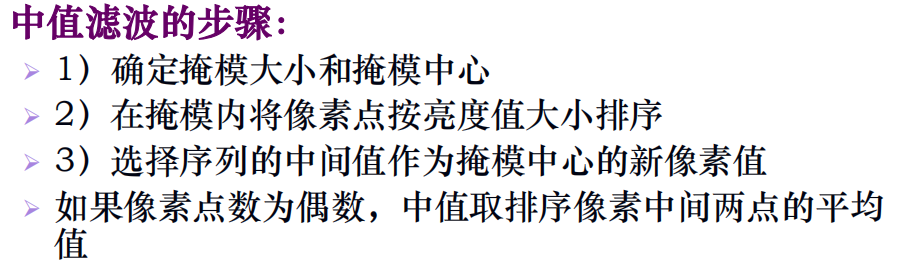 中值滤波的步骤：
➢ 1）确定掩模大小和掩模中心
➢ 2）在掩模内将像素点按亮度值大小排序
➢ 3）选择序列的中间值作为掩模中心的新像素值
➢ 如果像素点数为偶数，中值取排序像素中间两点的平均
值